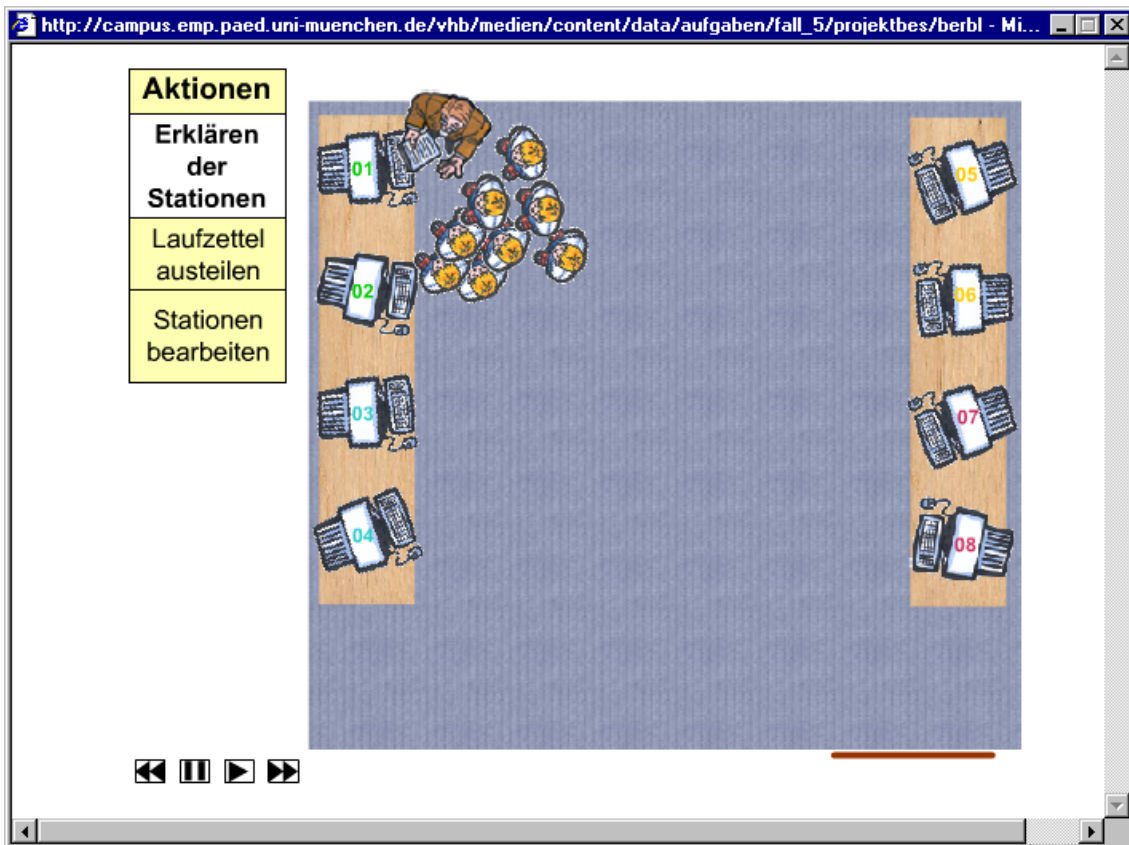 http://campus.emp.paed.uni-muenchen.de/vhb/medien/content/data/aufgaben/fall_5/projektbes/berbl - Mi...
Aktionen
Erklären
der
Stationen
Laufzettel
austeilen
Stationen
bearbeiten
01
02
03
04
05
06
07
08